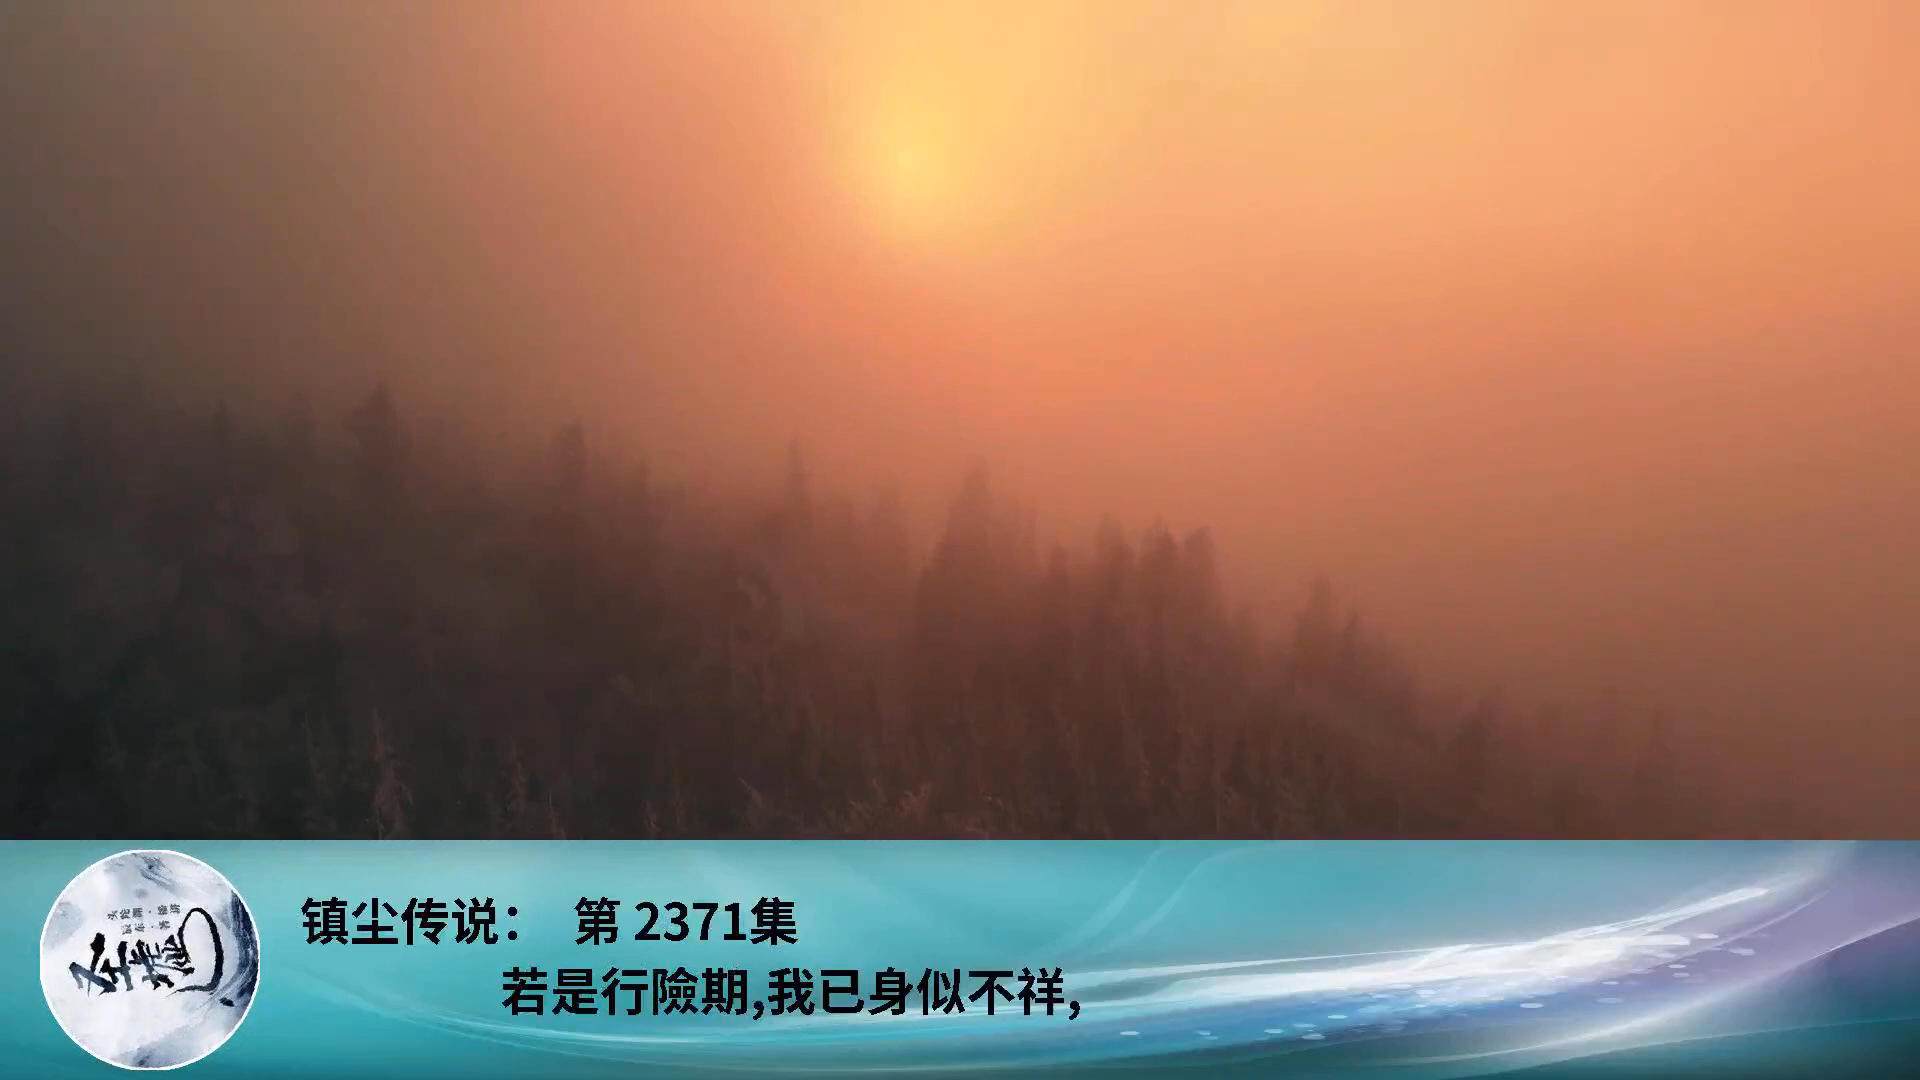 镇尘传说： 第 2371集
若是行險期,我已身似不祥,